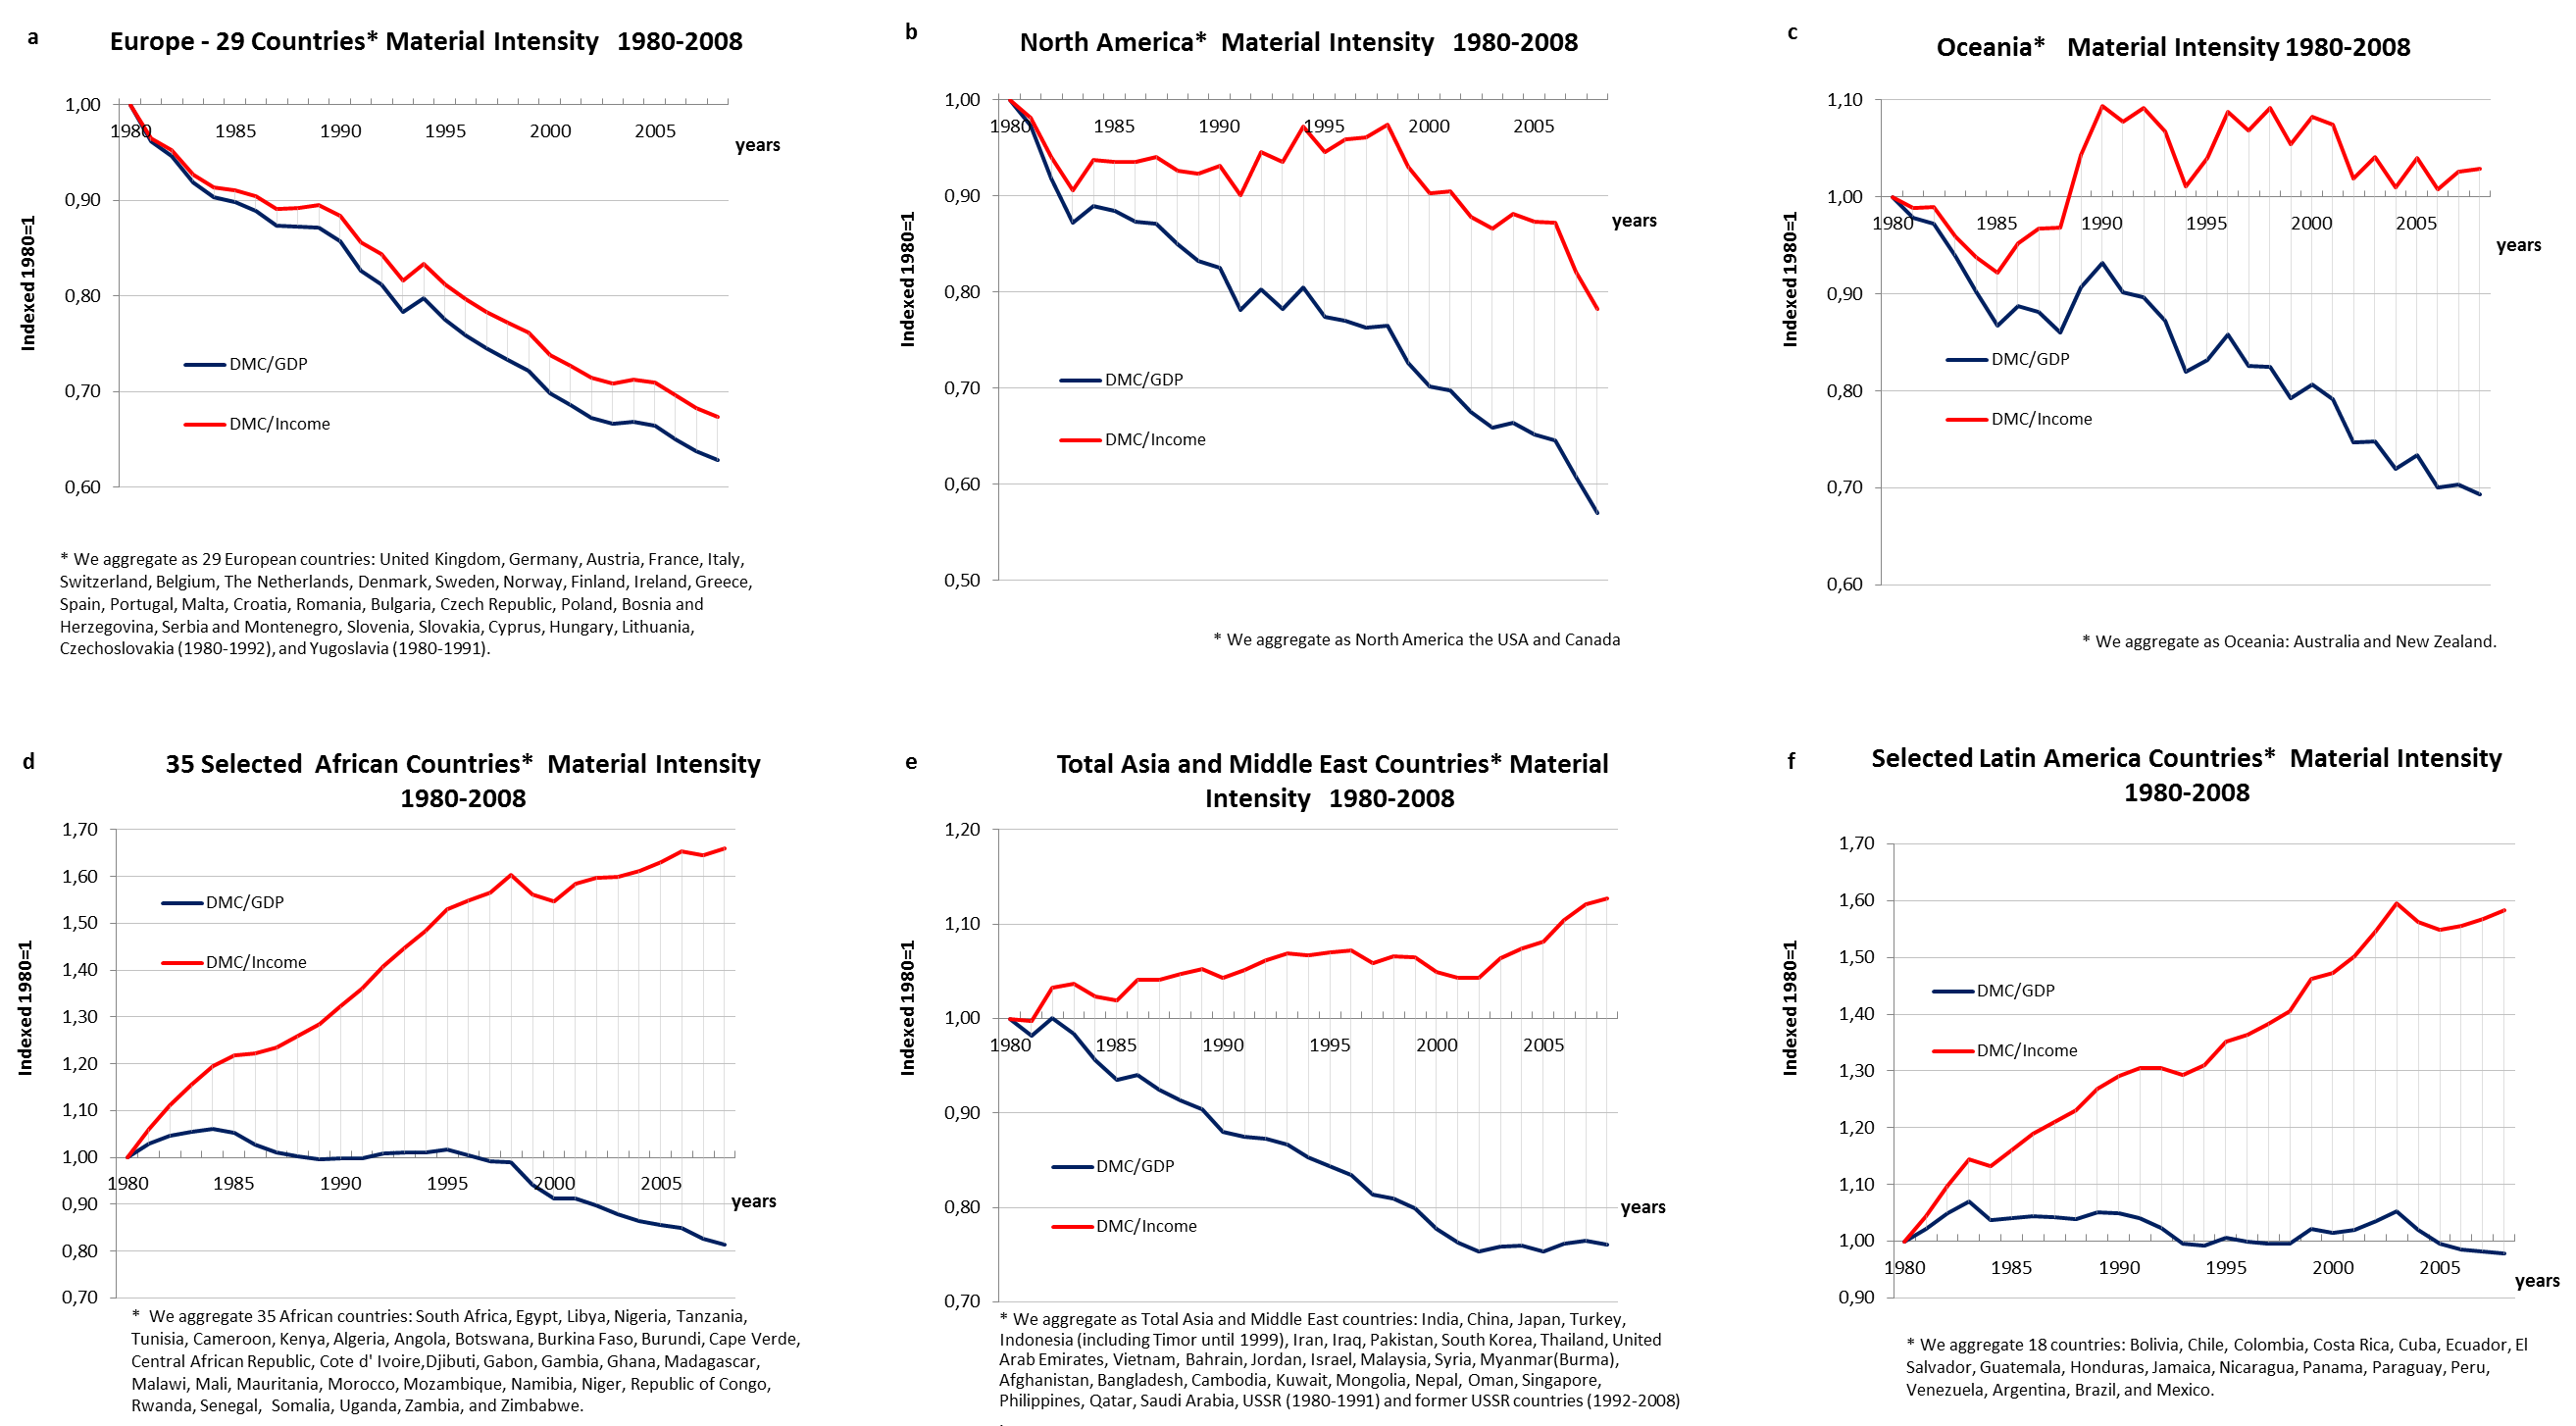 a
Europe - 29 Countries* Material Intensity 1980-2008
1,00
0,90
0,80
0,70
0,60
Indexed 1980=1
1980 1985 1990 1995 2000 2005
years
DMC/GDP
DMC/Income
* We aggregate as 29 European countries: United Kingdom, Germany, Austria, France, Italy,
Switzerland, Belgium, The Netherlands, Denmark, Sweden, Norway, Finland, Ireland, Greece,
Spain, Portugal, Malta, Croatia, Romania, Bulgaria, Czech Republic, Poland, Bosnia and
Herzegovina, Serbia and Montenegro, Slovenia, Slovakia, Cyprus, Hungary, Lithuania,
Czechoslovakia (1980-1992), and Yugoslavia (1980-1991).
b
North America* Material Intensity 1980-2008
1,00
0,90
0,80
0,70
0,60
0,50
Indexed 1980=1
1980 1985 1990 1995 2000 2005
years
DMC/GDP
DMC/Income
* We aggregate as North America the USA and Canada
c
Oceania* Material Intensity 1980-2008
1,10
1,00
0,90
0,80
0,70
0,60
Indexed 1980=1
1980 1985 1990 1995 2000 2005
years
DMC/GDP
DMC/Income
* We aggregate as Oceania: Australia and New Zealand.
d
35 Selected African Countries* Material Intensity
1980-2008
1,70
1,60
1,50
1,40
1,30
1,20
1,10
1,00
0,90
0,80
0,70
Indexed 1980=1
DMC/GDP
DMC/Income
1980 1985 1990 1995 2000 2005
years
* We aggregate 35 African countries: South Africa, Egypt, Libya, Nigeria, Tanzania,
Tunisia, Cameroon, Kenya, Algeria, Angola, Botswana, Burkina Faso, Burundi, Cape Verde,
Central African Republic, Cote d' Ivoire,Djibuti, Gabon, Gambia, Ghana, Madagascar,
Malawi, Mali, Mauritania, Morocco, Mozambique, Namibia, Niger, Republic of Congo,
Rwanda, Senegal, Somalia, Uganda, Zambia, and Zimbabwe.
e
Total Asia and Middle East Countries* Material
Intensity 1980-2008
1,20
1,10
1,00
0,90
0,80
0,70
Indexed 1980=1
1980 1985 1990 1995 2000 2005
DMC/GDP
DMC/Income
years
* We aggregate as Total Asia and Middle East countries: India, China, Japan, Turkey,
Indonesia (including Timor until 1999), Iran, Iraq, Pakistan, South Korea, Thailand, United
Arab Emirates, Vietnam, Bahrain, Jordan, Israel, Malaysia, Syria, Myanmar(Burma),
Afghanistan, Bangladesh, Cambodia, Kuwait, Mongolia, Nepal, Oman, Singapore,
Philippines, Qatar, Saudi Arabia, USSR (1980-1991) and former USSR countries (1992-2008)
f
Selected Latin America Countries* Material Intensity
1980-2008
1,70
1,60
1,50
1,40
1,30
1,20
1,10
1,00
0,90
Indexed 1980=1
DMC/GDP
DMC/Income
1980 1985 1990 1995 2000 2005
years
* We aggregate 18 countries: Bolivia, Chile, Colombia, Costa Rica, Cuba, Ecuador, El
Salvador, Guatemala, Honduras, Jamaica, Nicaragua, Panama, Paraguay, Peru,
Venezuela, Argentina, Brazil, and Mexico.